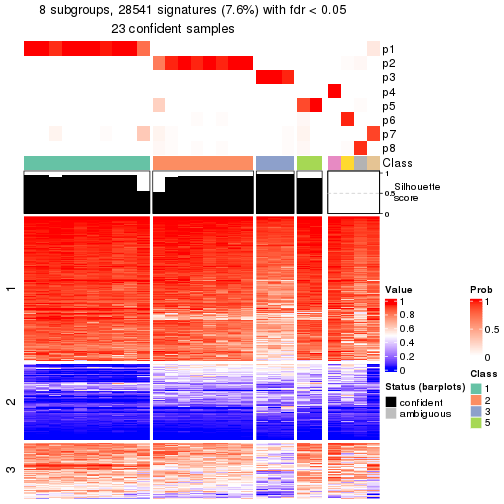 8 subgroups, 28541 signatures (7.6%) with fdr < 0.05
23 confident samples
p1
p2
p3
p4
p5
p6
p7
p8
Class
1
0.5
0
Silhouette
score
1
2
3
Value
1
0.8
0.6
0.4
0.2
0
Status (barplots)
confident
ambiguous
Prob
1
0.5
0
Class
1
2
3
5